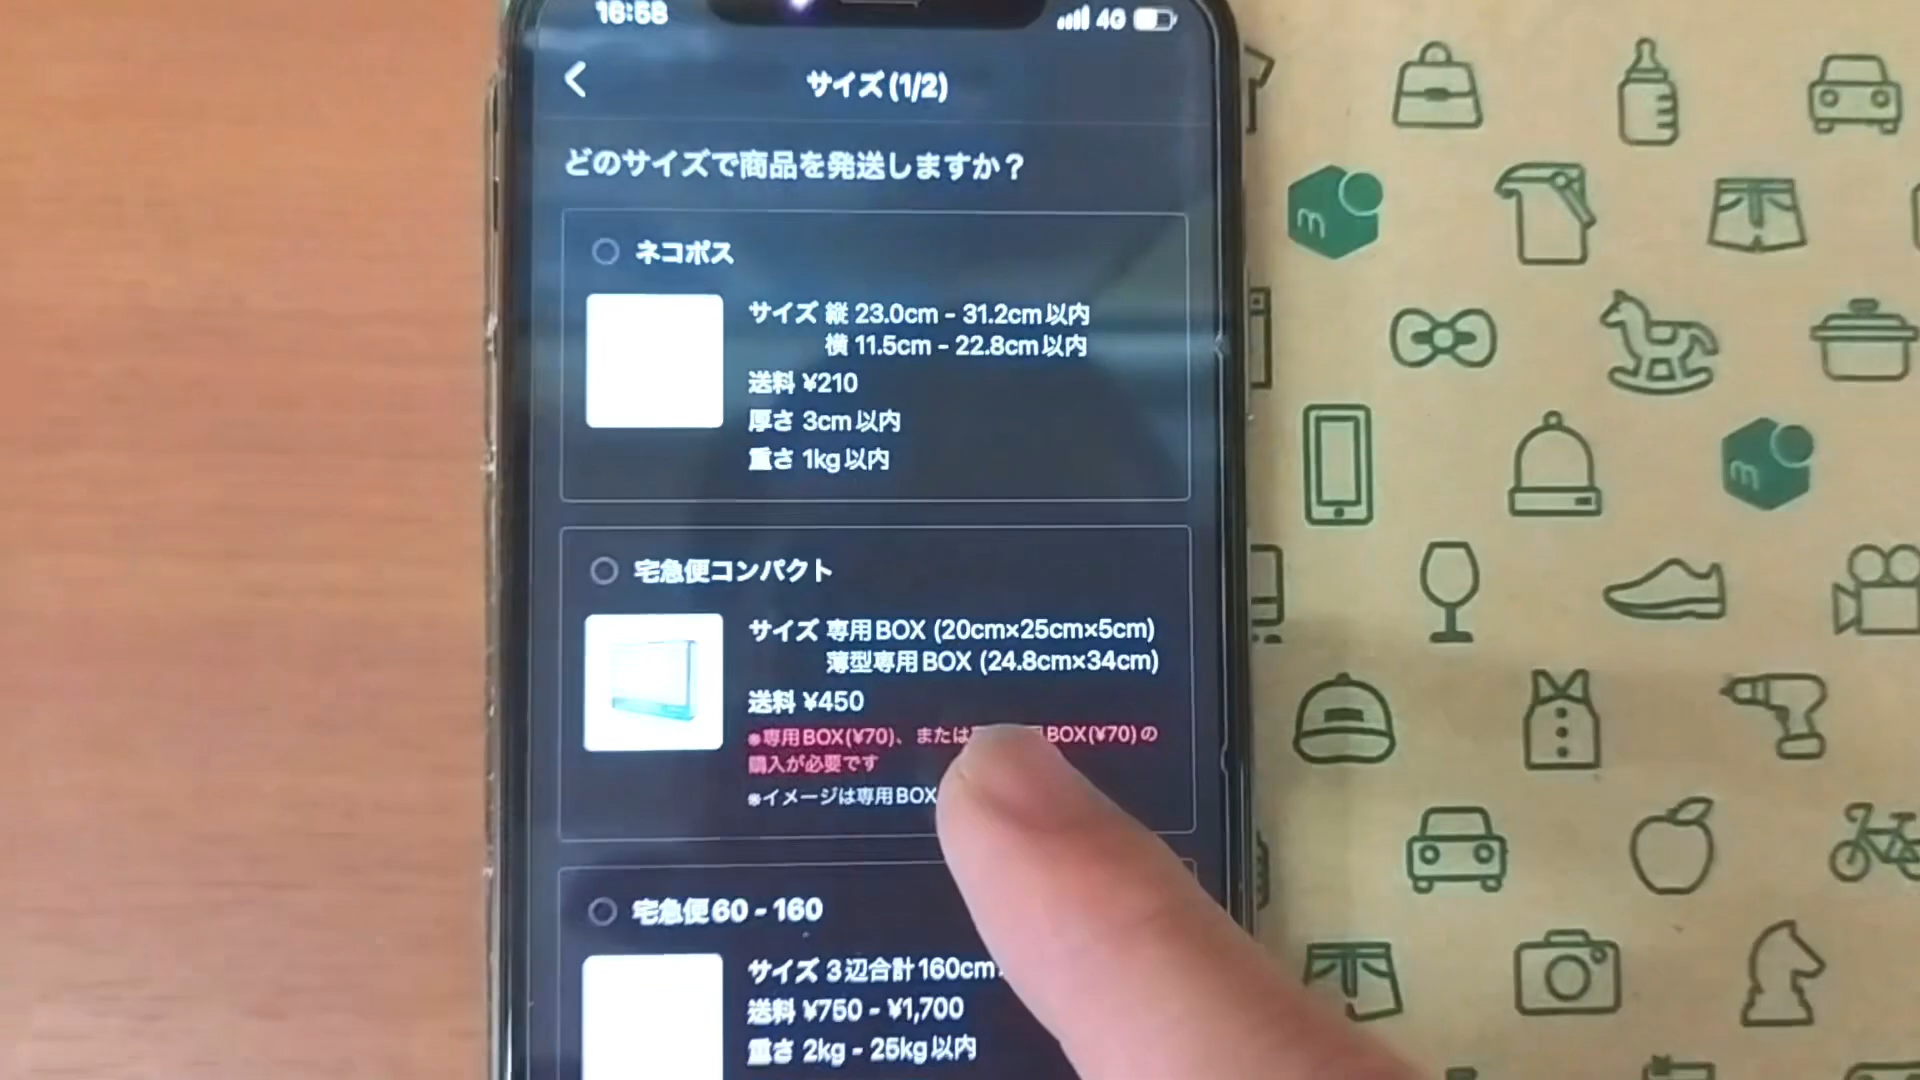 16:58
4G
サイズ(1/2)
どのサイズで商品を発送しますか？
ネコポス
サイズ 縦 23.0cm - 31.2cm以内
横 11.5cm - 22.8cm以内
送料 ¥210
厚さ 3cm以内
重さ 1kg以内
宅急便コンパクト
サイズ 専用BOX (20cm×25cm×5cm)
薄型専用BOX (24.8cm×34cm)
送料 ¥450
※専用BOX(¥70)、または BOX(¥70)の
購入が必要です
※イメージは専用BOX
宅急便60 - 160
サイズ 3辺合計160cm
送料 ¥750 - ¥1,700
重さ 2kg - 25kg以内
m
m